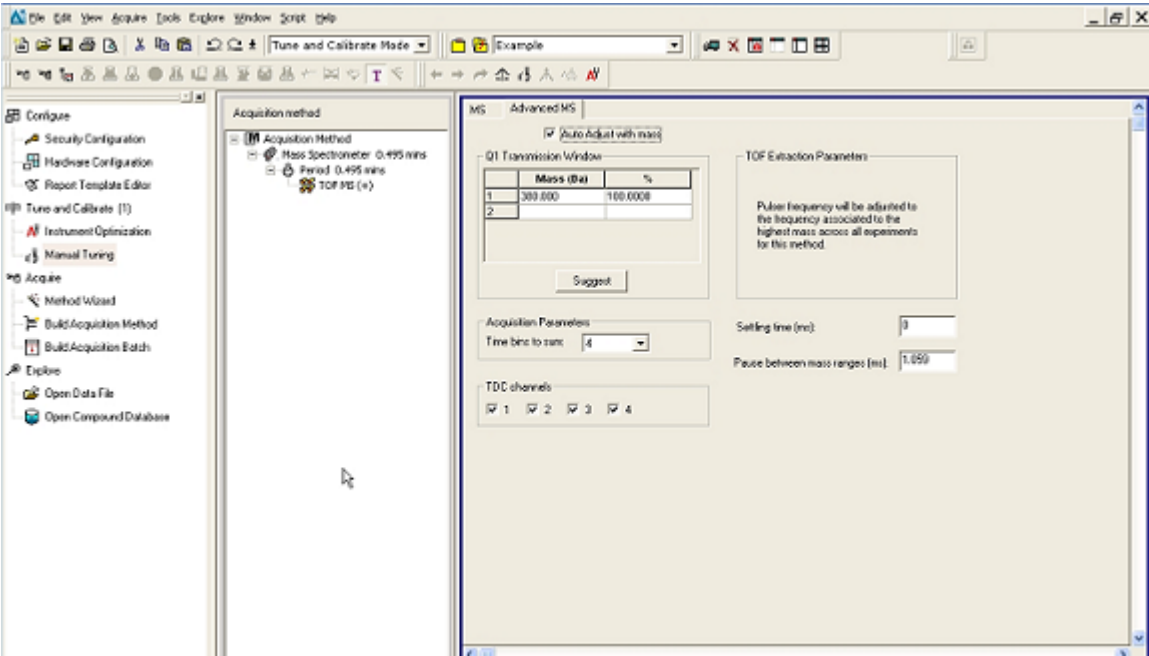 File Edit View Acquire Tools Explore Window Script Help
Tune and Calibrate Mode Example
T
Configure
Security Configuration
Hardware Configuration
Report Template Editor
Tune and Calibrate (1)
Instrument Optimization
Manual Tuning
Acquire
Method Wizard
Build Acquisition Method
Build Acquisition Batch
Explore
Open Data File
Open Compound Database
Acquisition method
Acquisition Method
Mass Spectrometer 0.495 mins
Period 0.495 mins
TOF MS (+)
MS Advanced MS
Auto Adjust with mass
Q1 Transmission Window
Mass (Da) %
1 380.000 100.0000
2
Suggest
TOF Extraction Parameters
Pulser frequency will be adjusted to
the frequency associated to the
highest mass across all experiments
for this method.
Acquisition Parameters
Time bins to sum: 4
TDC channels
1 2 3 4
Settling time (ms): 0
Pause between mass ranges (ms): 1.059